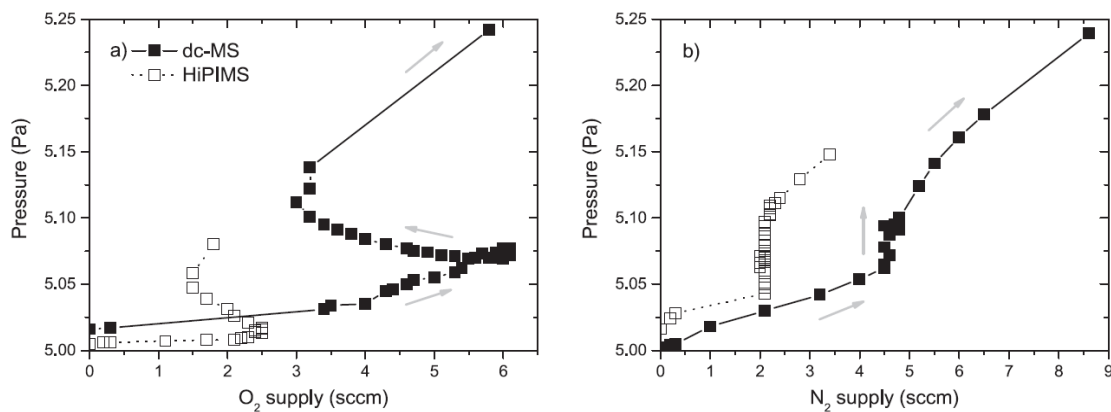 a)
dc-MS
HiPIMS
Pressure (Pa)
5.25
5.20
5.15
5.10
5.05
5.00
0 1 2 3 4 5 6
O₂ supply (sccm)
b)
Pressure (Pa)
5.25
5.20
5.15
5.10
5.05
5.00
0 1 2 3 4 5 6 7 8 9
N₂ supply (sccm)